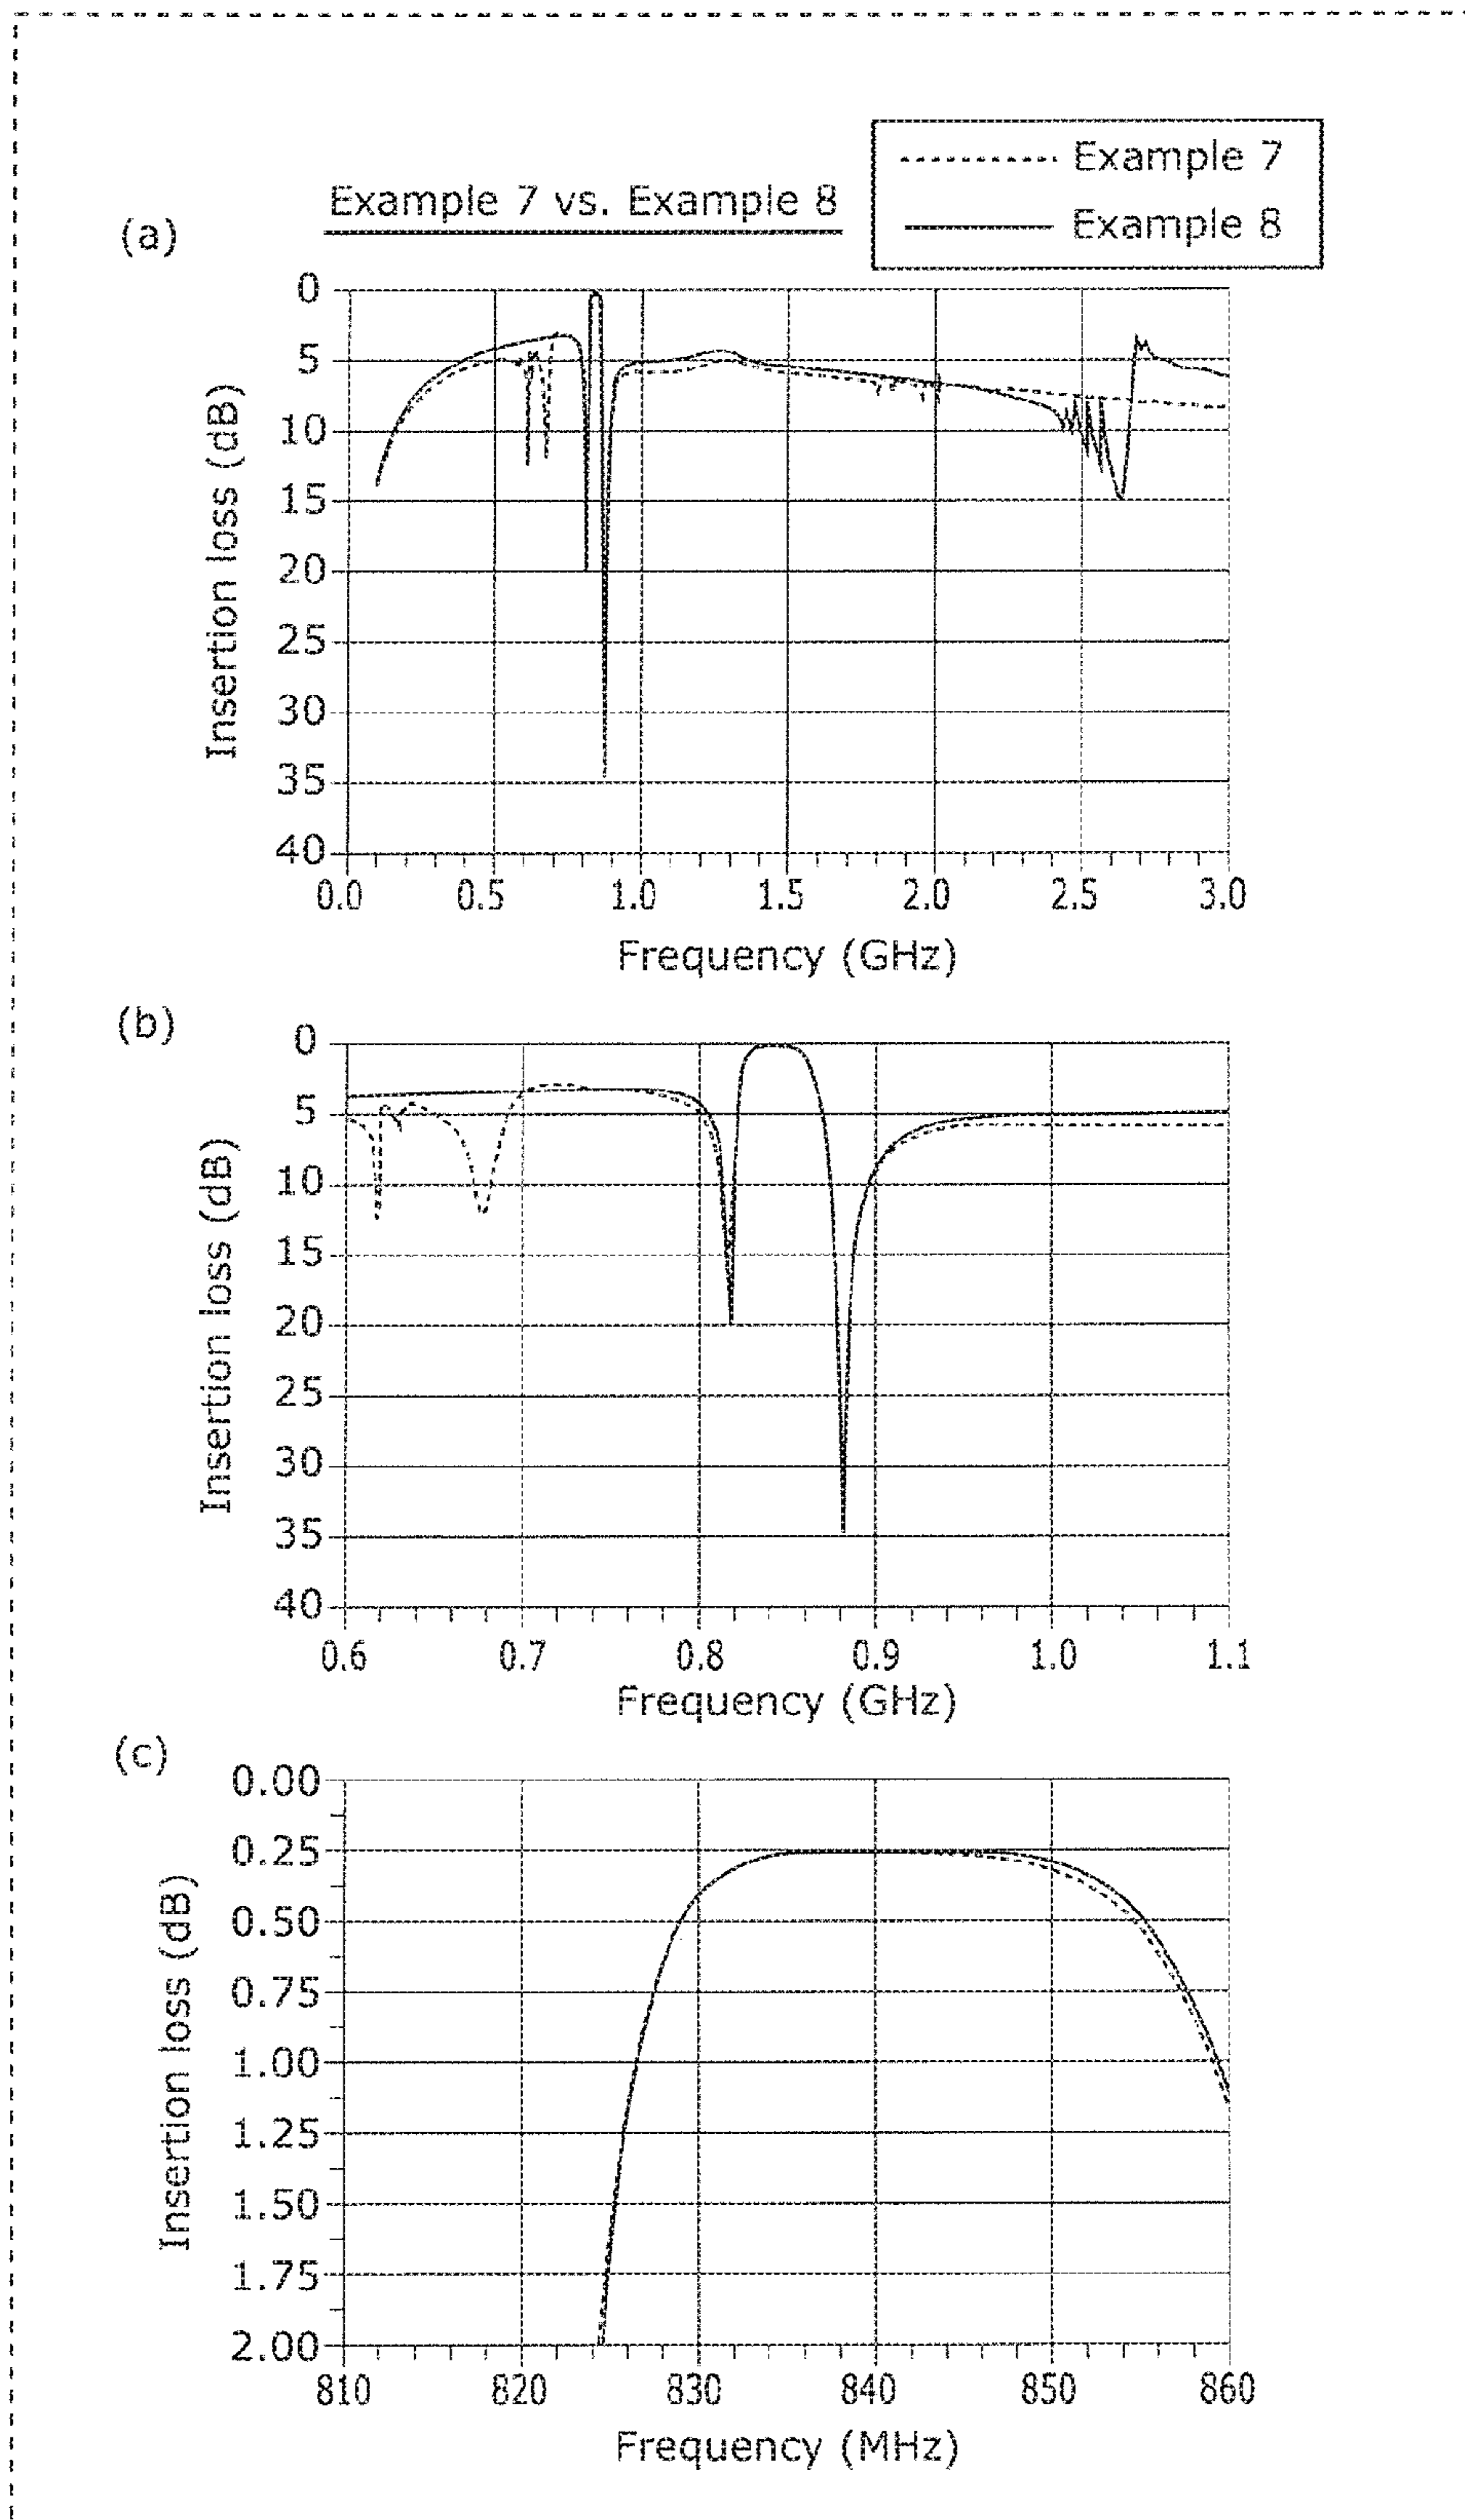 Example 7
Example 7 vs. Example 8
Example 8
(a)
0
5
10
15
20
25
30
35
40
Insertion loss (dB)
0.0 0.5 1.0 1.5 2.0 2.5 3.0
Frequency (GHz)
(b)
0
5
10
15
20
25
30
35
40
Insertion loss (dB)
0.6 0.7 0.8 0.9 1.0 1.1
Frequency (GHz)
(c)
0.00
0.25
0.50
0.75
1.00
1.25
1.50
1.75
2.00
Insertion loss (dB)
810 820 830 840 850 860
Frequency (MHz)